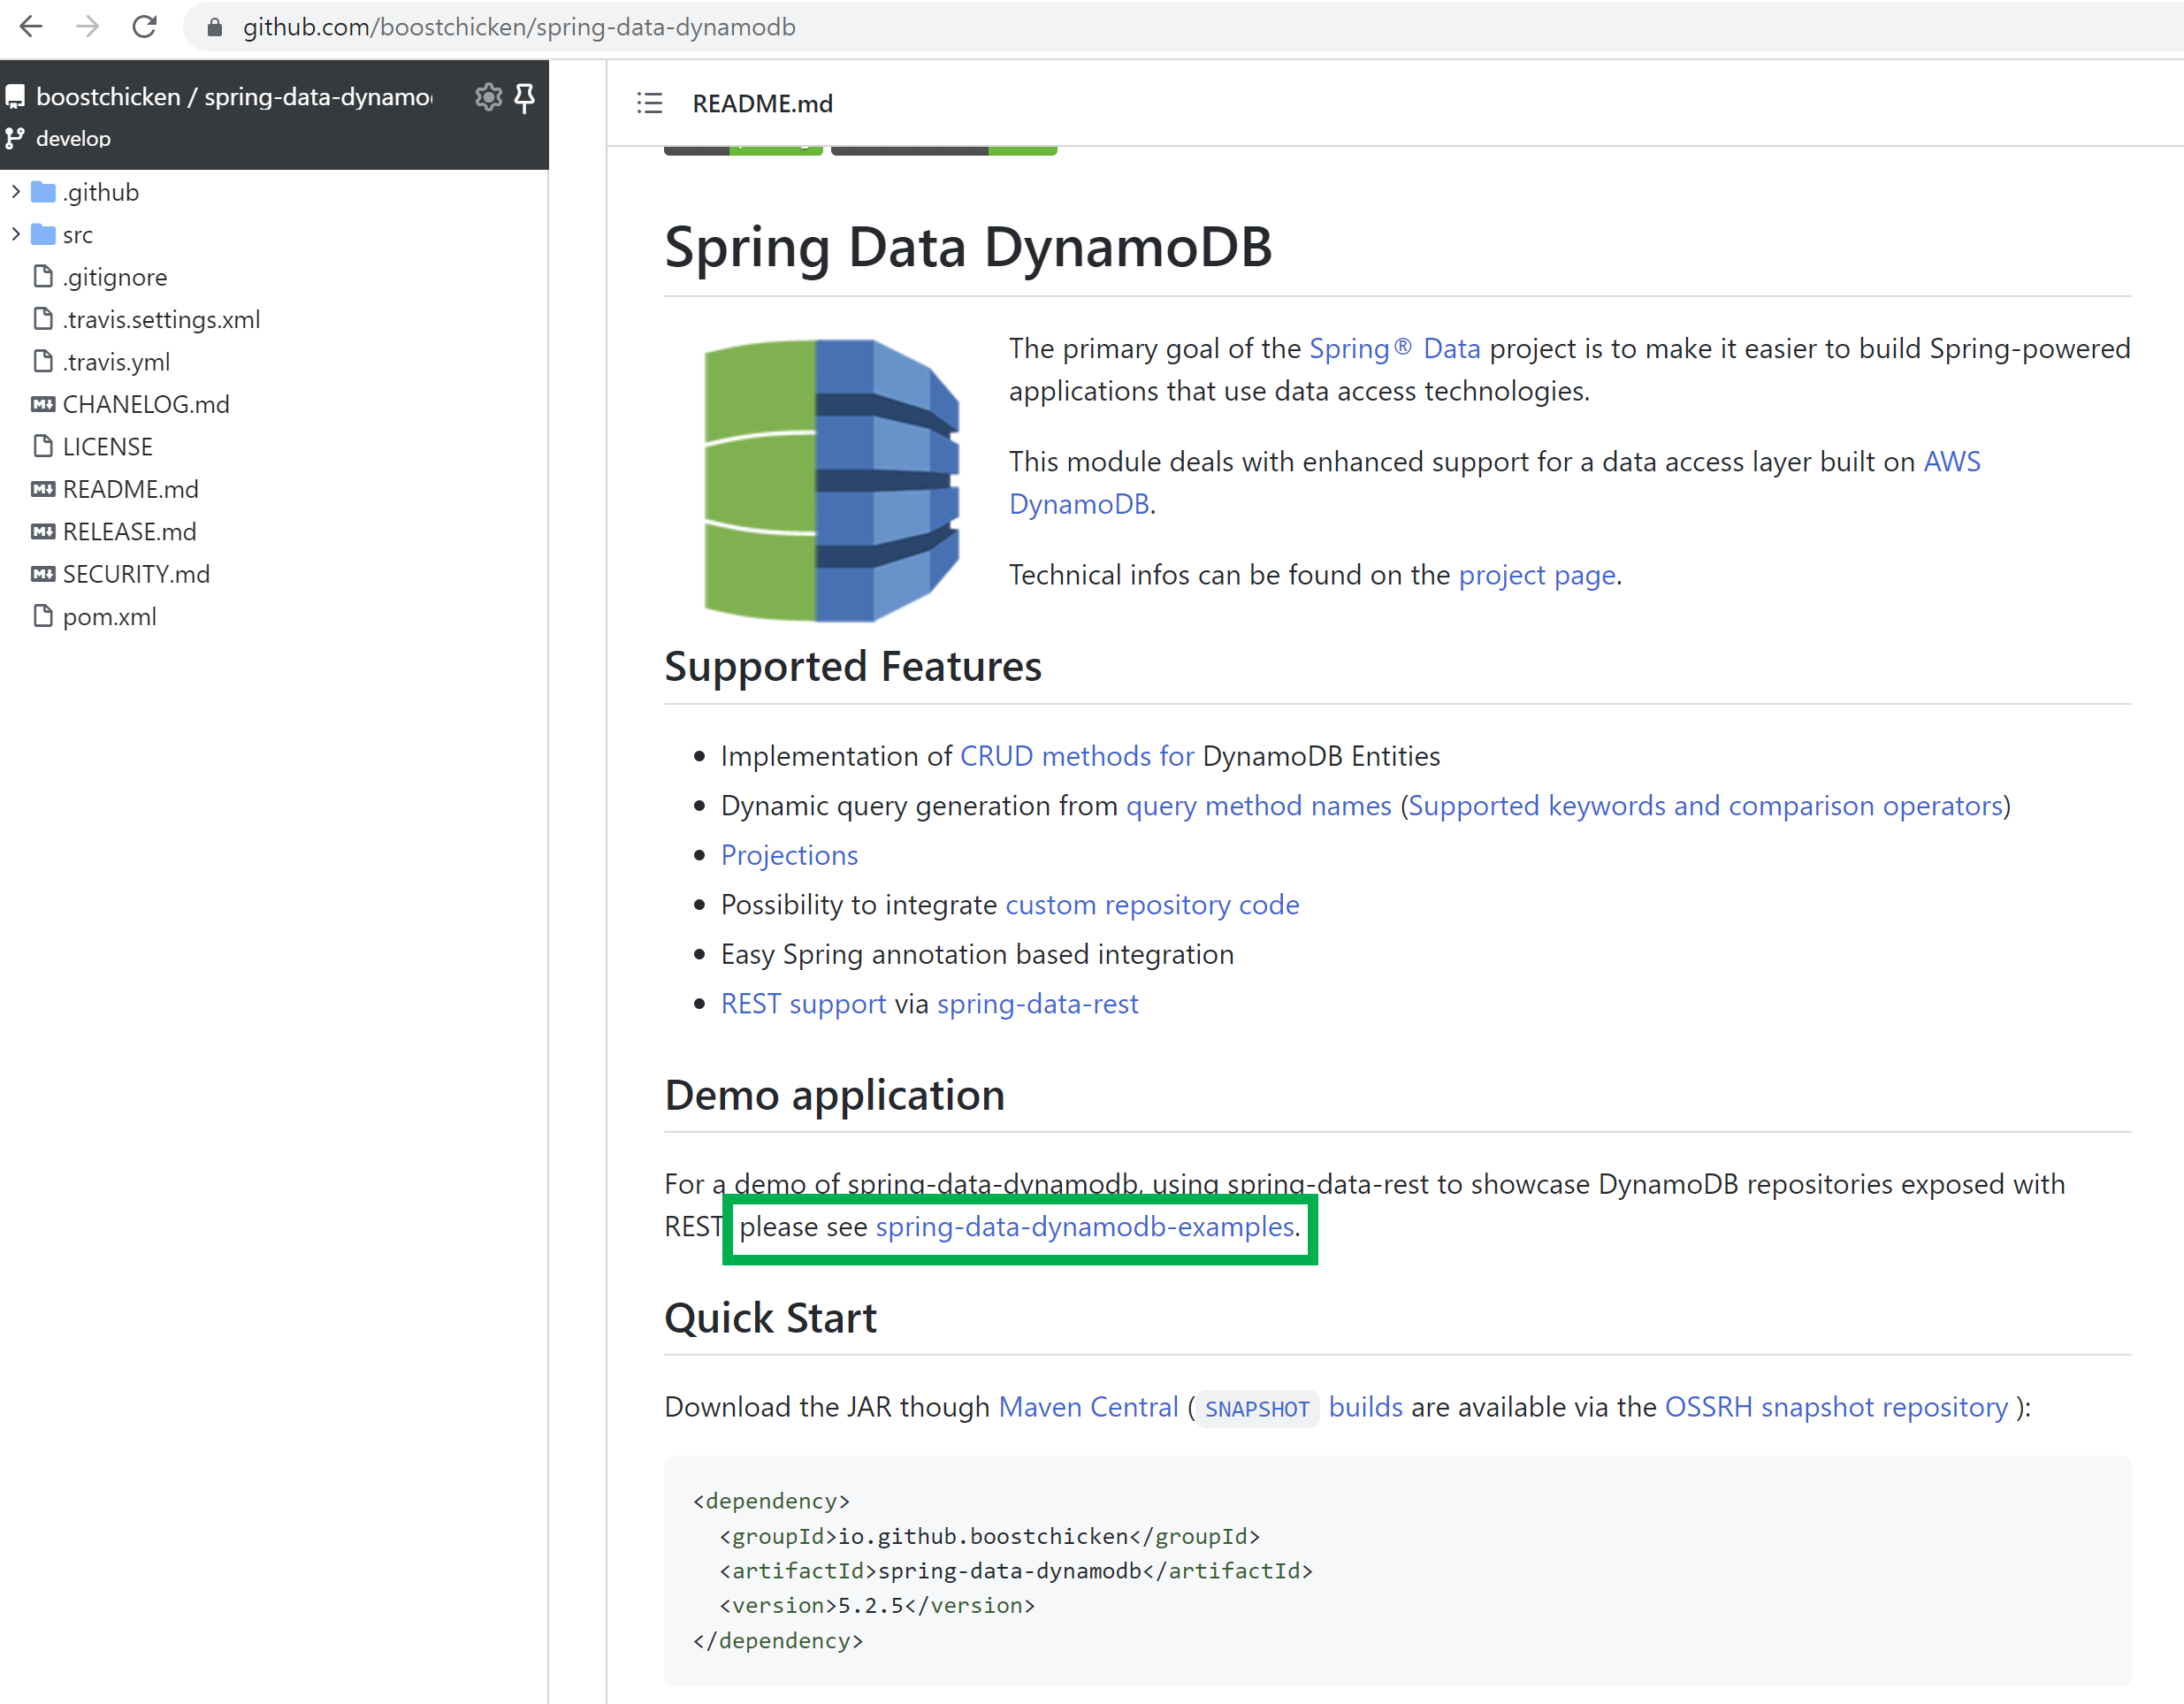 github.com/boostchicken/spring-data-dynamodb
boostchicken / spring-data-dynamo
develop
.github
src
.gitignore
.travis.settings.xml
.travis.yml
CHANELOG.md
LICENSE
README.md
RELEASE.md
SECURITY.md
pom.xml
README.md
Spring Data DynamoDB
The primary goal of the Spring® Data project is to make it easier to build Spring-powered
applications that use data access technologies.
This module deals with enhanced support for a data access layer built on AWS
DynamoDB.
Technical infos can be found on the project page.
Supported Features
• Implementation of CRUD methods for DynamoDB Entities
• Dynamic query generation from query method names (Supported keywords and comparison operators)
• Projections
• Possibility to integrate custom repository code
• Easy Spring annotation based integration
• REST support via spring-data-rest
Demo application
For a demo of spring-data-dynamodb, using spring-data-rest to showcase DynamoDB repositories exposed with
REST please see spring-data-dynamodb-examples.
Quick Start
Download the JAR though Maven Central (SNAPSHOT builds are available via the OSSRH snapshot repository ):
<dependency>
<groupId>io.github.boostchicken</groupId>
<artifactId>spring-data-dynamodb</artifactId>
<version>5.2.5</version>
</dependency>